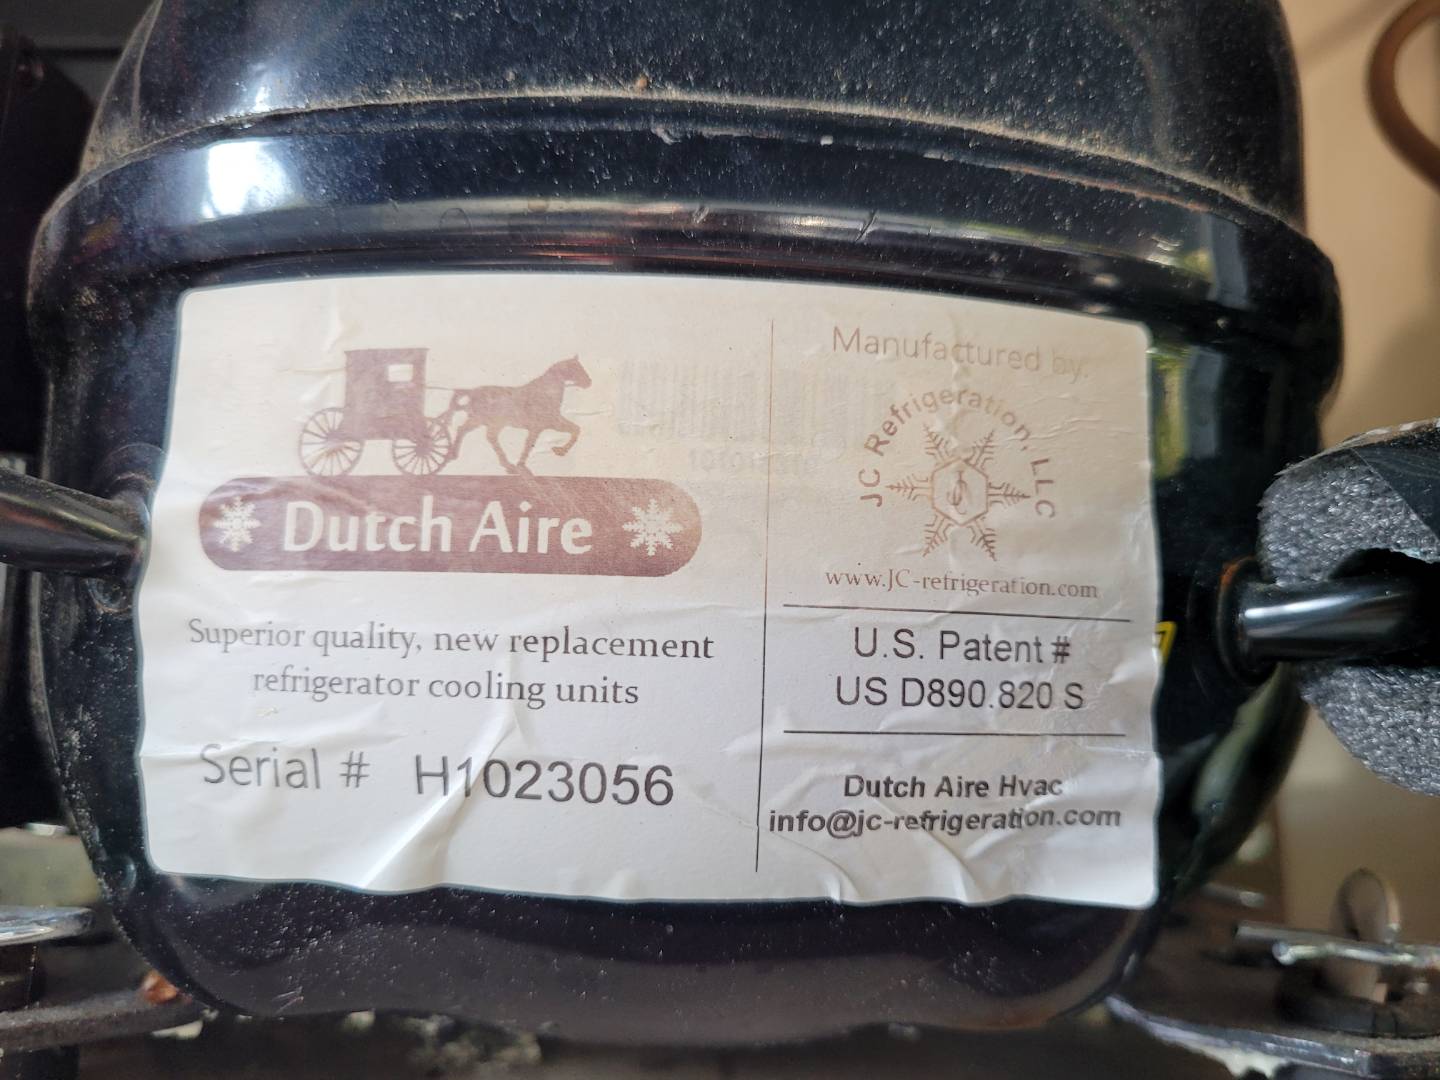 Dutch Aire
Superior quality, new replacement
refrigerator cooling units
Serial # H1023056
Manufactured by:
JC Refrigeration, LLC
www.JC-refrigeration.com
U.S. Patent #
US D890.820 S
Dutch Aire Hvac
info@jc-refrigeration.com